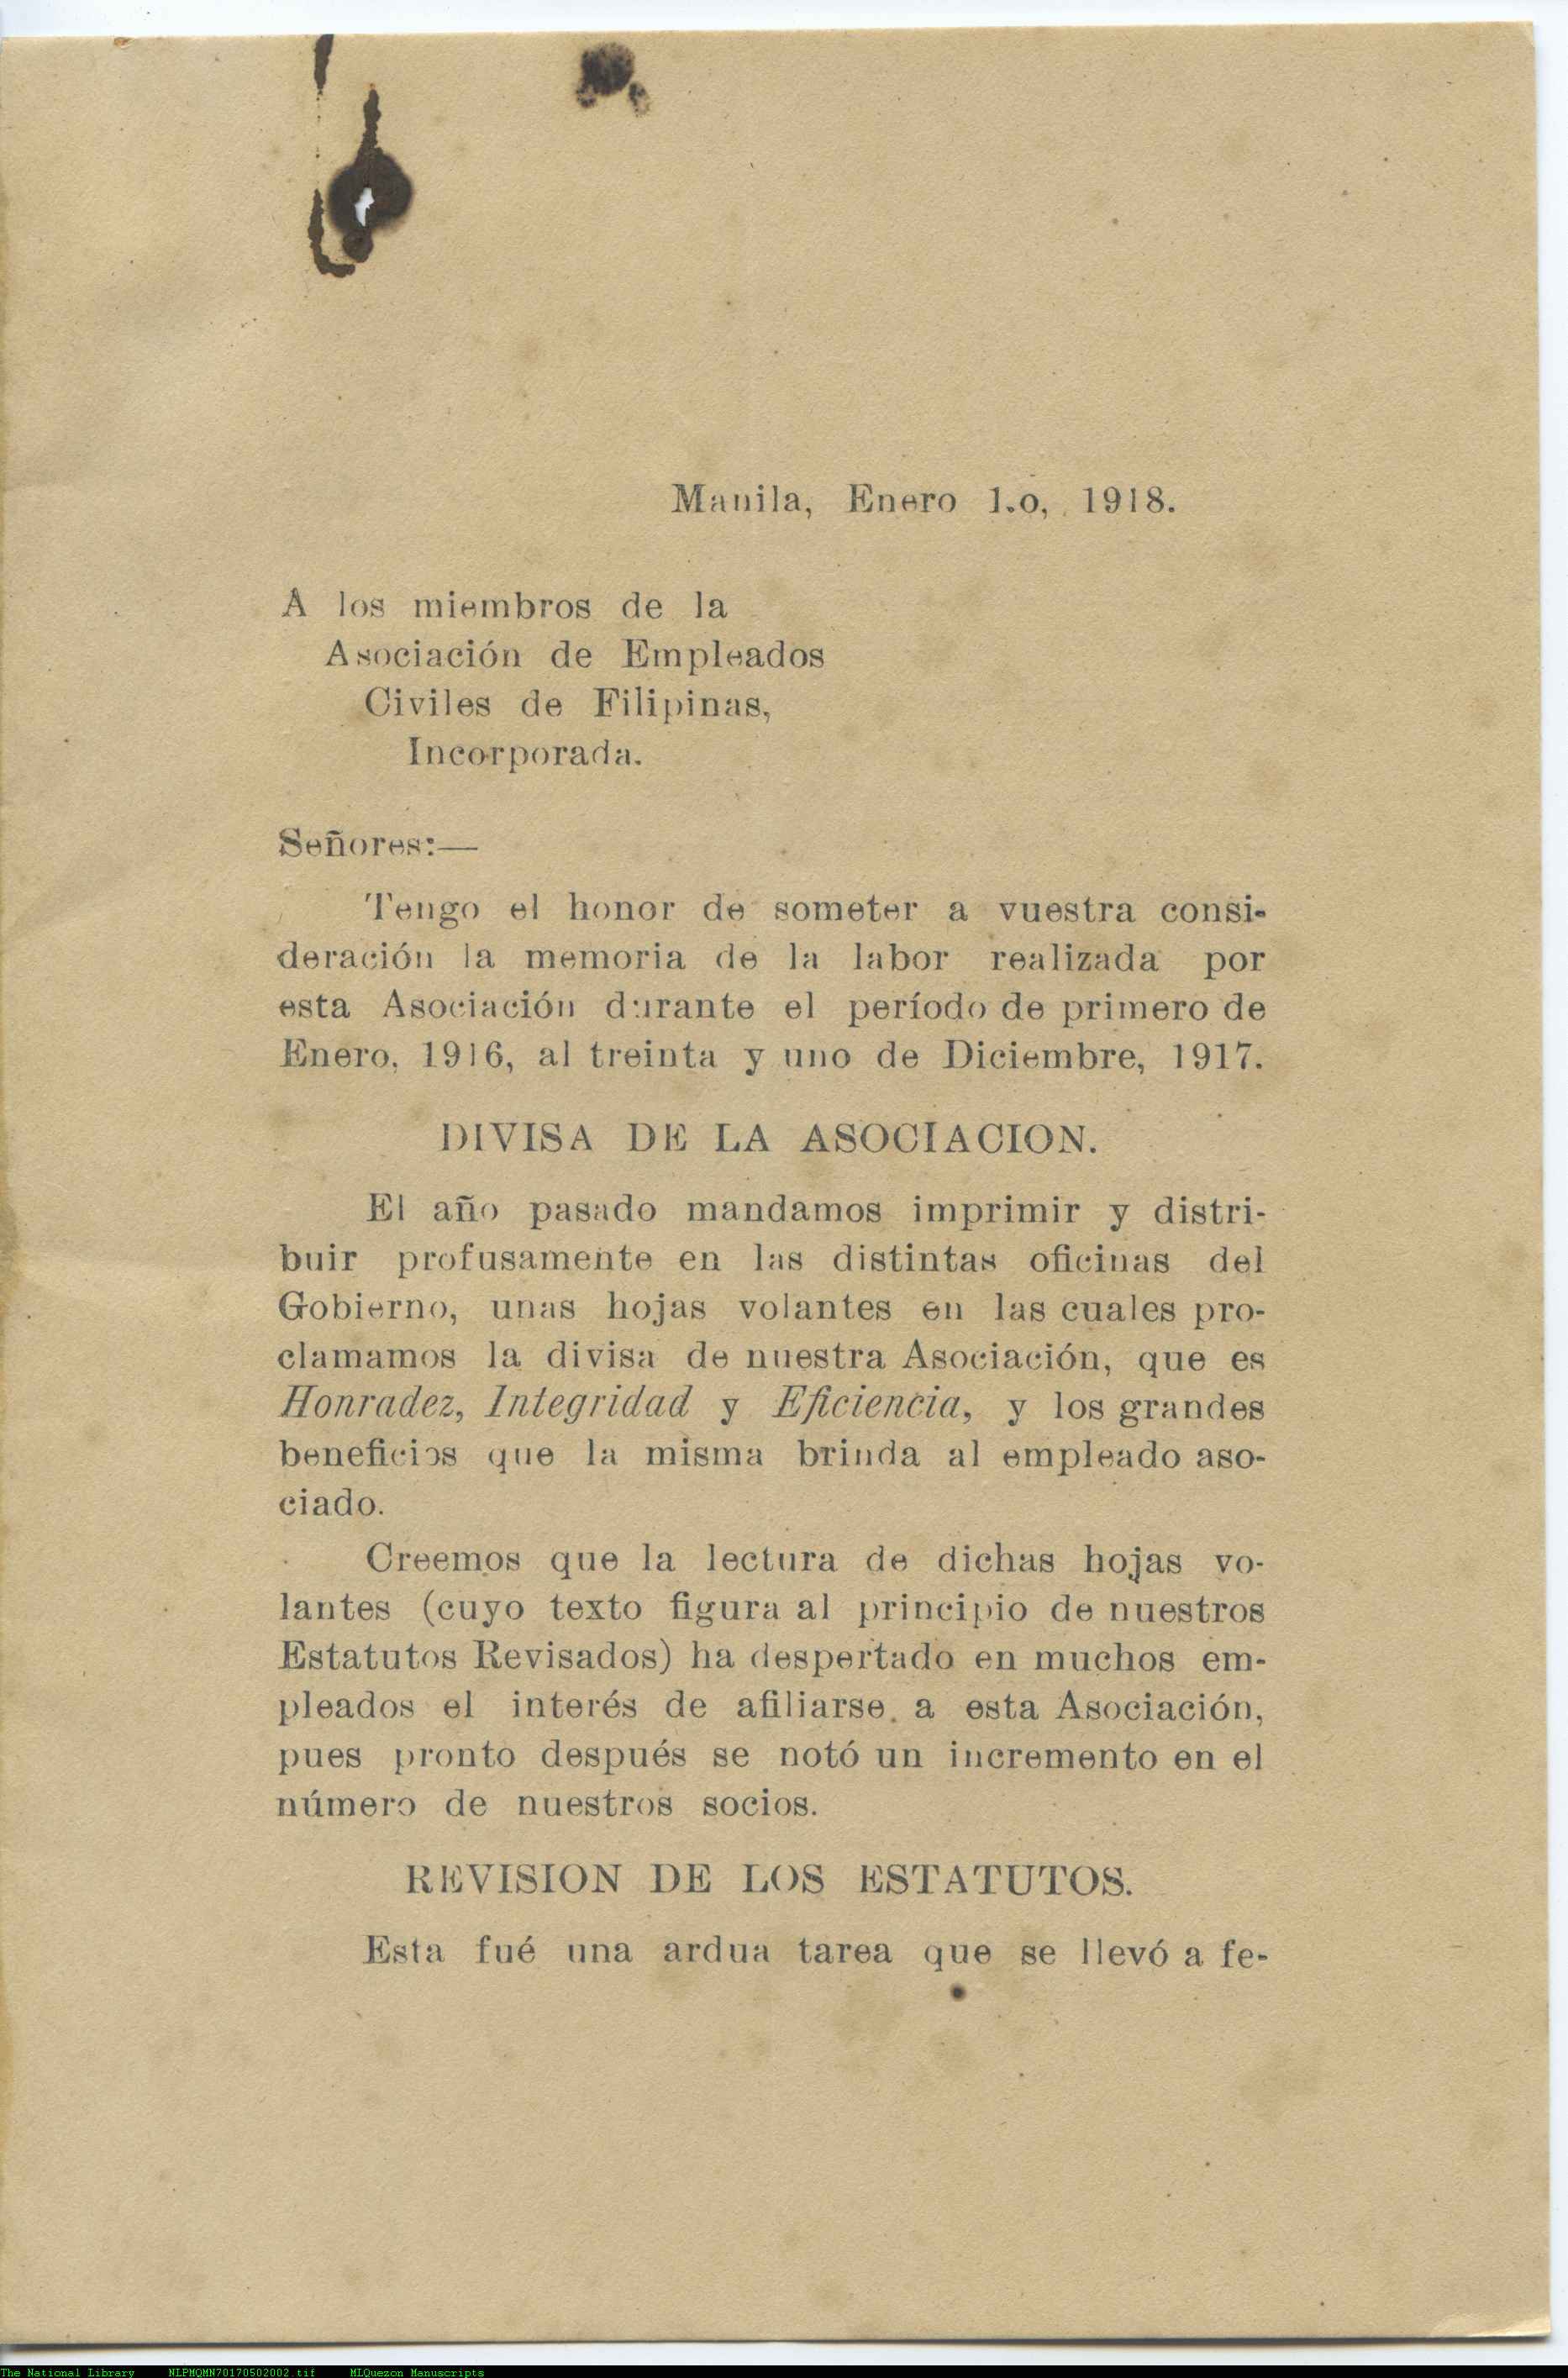 Manila, Enero 1.o, 1918.
A los miembros de la
Asociación de Empleados
Civiles de Filipinas,
Incorporada.
Señores:—
Tengo el honor de someter a vuestra consi-
deración la memoria de la labor realizada por
esta Asociación durante el período de primero de
Enero, 1916, al treinta y uno de Diciembre, 1917.
DIVISA DE LA ASOCIACION.
El año pasado mandamos imprimir y distri-
buir profusamente en las distintas oficinas del
Gobierno, unas hojas volantes en las cuales pro-
clamamos la divisa de nuestra Asociación, que es
Honradez, Integridad y Eficiencia, y los grandes
beneficios que la misma brinda al empleado aso-
ciado.
Creemos que la lectura de dichas hojas vo-
lantes (cuyo texto figura al principio de nuestros
Estatutos Revisados) ha despertado en muchos em-
pleados el interés de afiliarse a esta Asociación,
pues pronto después se notó un incremento en el
número de nuestros socios.
REVISION DE LOS ESTATUTOS.
Esta fué una ardua tarea que se llevó a fe-
The National Library NLPMQMN70170502002.tif MLQuezon Manuscripts